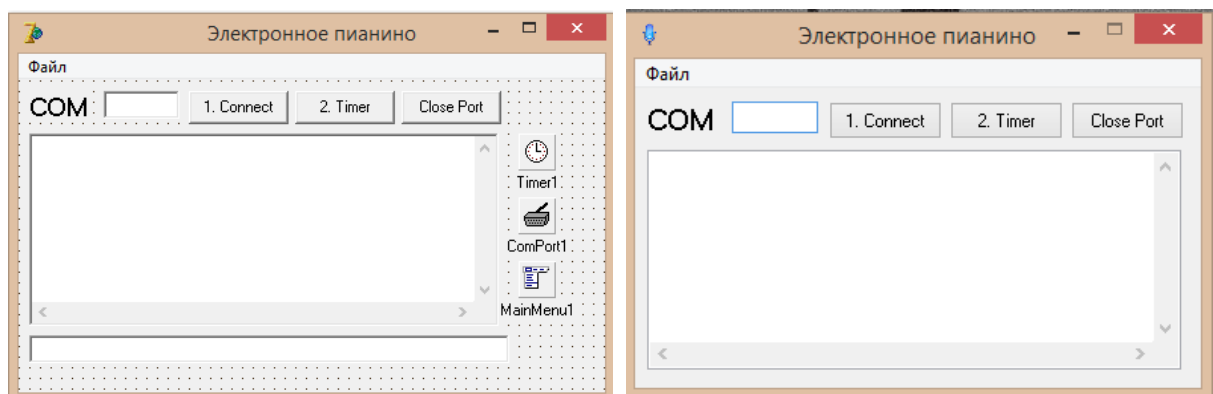 Электронное пианино
Файл
COM 1. Connect 2. Timer Close Port
Timer1
ComPort1
MainMenu1
Электронное пианино
Файл
COM 1. Connect 2. Timer Close Port